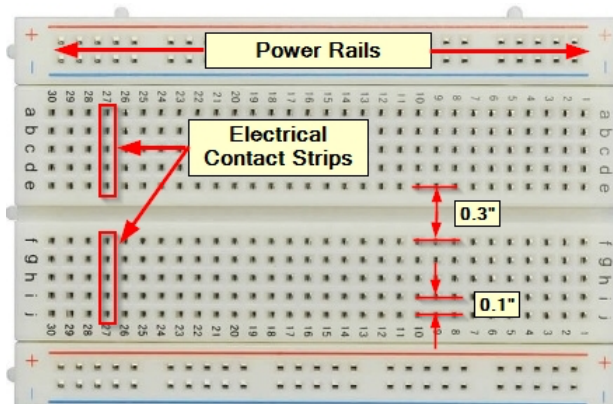 + Power Rails +
− −
30 29 28 27 26 25 24 23 22 21 20 19 18 17 16 15 14 13 12 11 10 9 8 7 6 5 4 3 2 1
a a
b Electrical b
c Contact Strips c
d d
e e
0.3"
f f
g g
h h
i 0.1" i
j j
30 29 28 27 26 25 24 23 22 21 20 19 18 17 16 15 14 13 12 11 10 9 8 7 6 5 4 3 2 1
+ +
− −